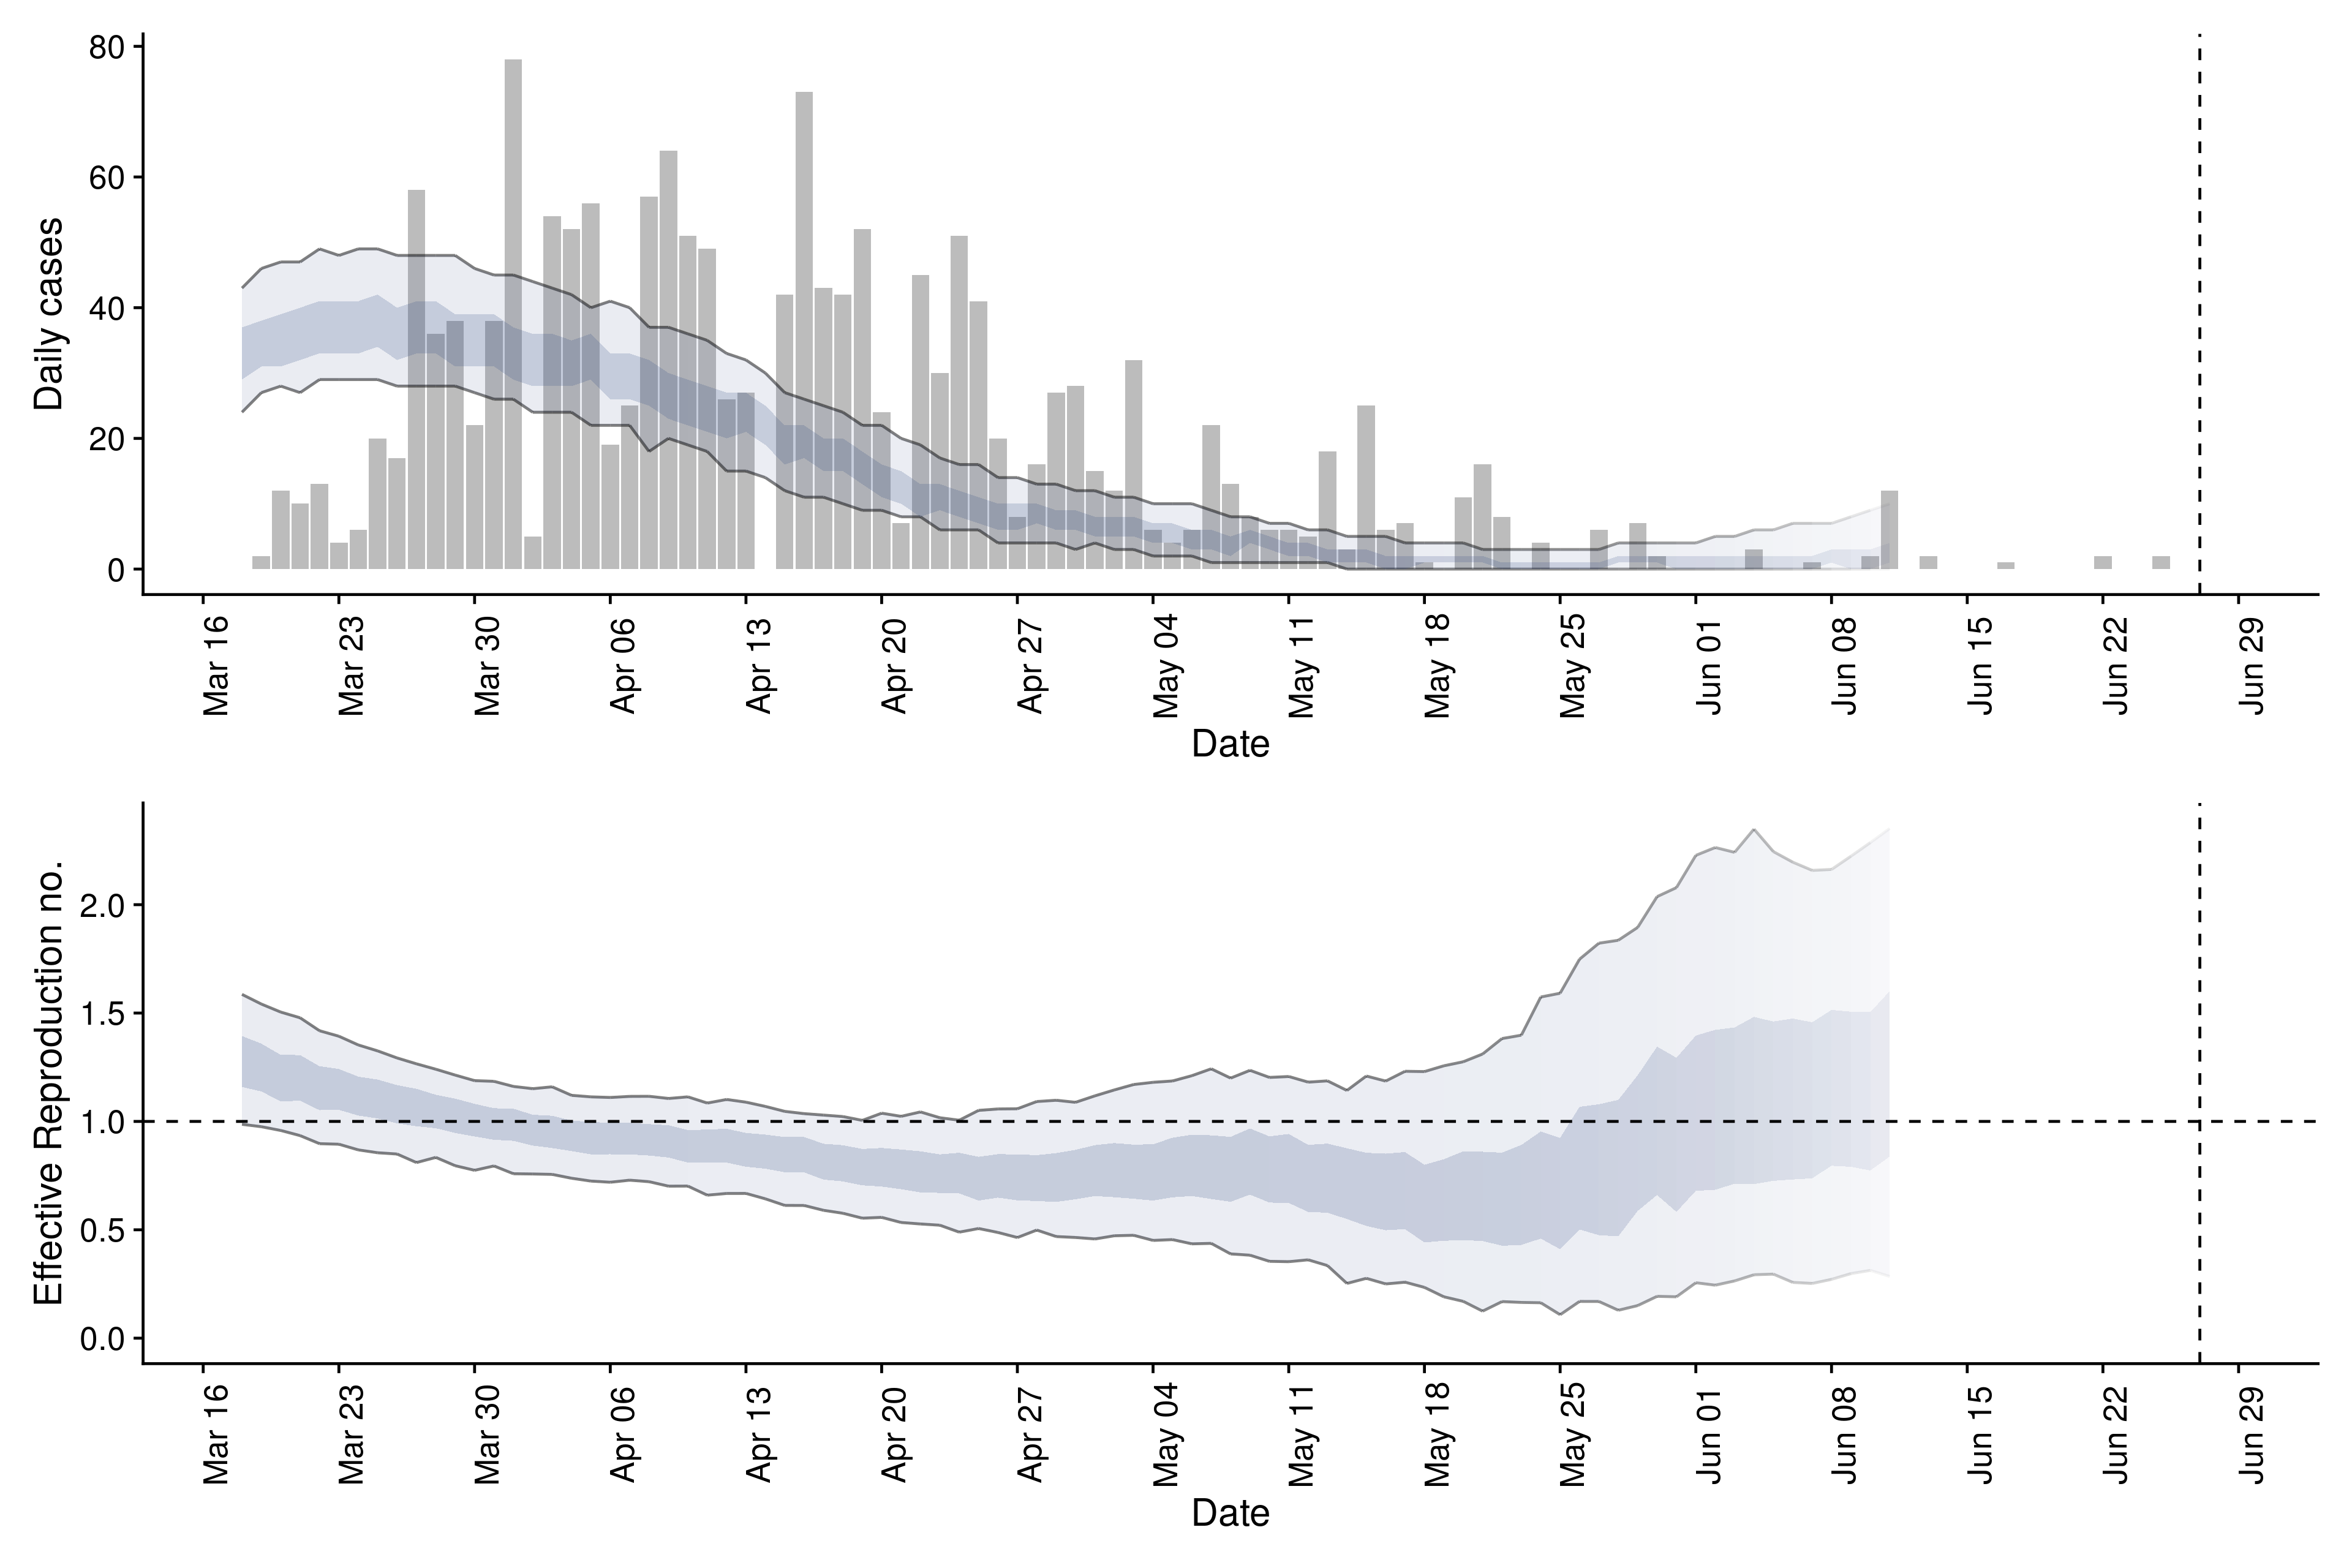 Daily cases
80
60
40
20
0
Mar 16
Mar 23
Mar 30
Apr 06
Apr 13
Apr 20
Apr 27
May 04
May 11
May 18
May 25
Jun 01
Jun 08
Jun 15
Jun 22
Jun 29
Date
Effective Reproduction no.
2.0
1.5
1.0
0.5
0.0
Mar 16
Mar 23
Mar 30
Apr 06
Apr 13
Apr 20
Apr 27
May 04
May 11
May 18
May 25
Jun 01
Jun 08
Jun 15
Jun 22
Jun 29
Date